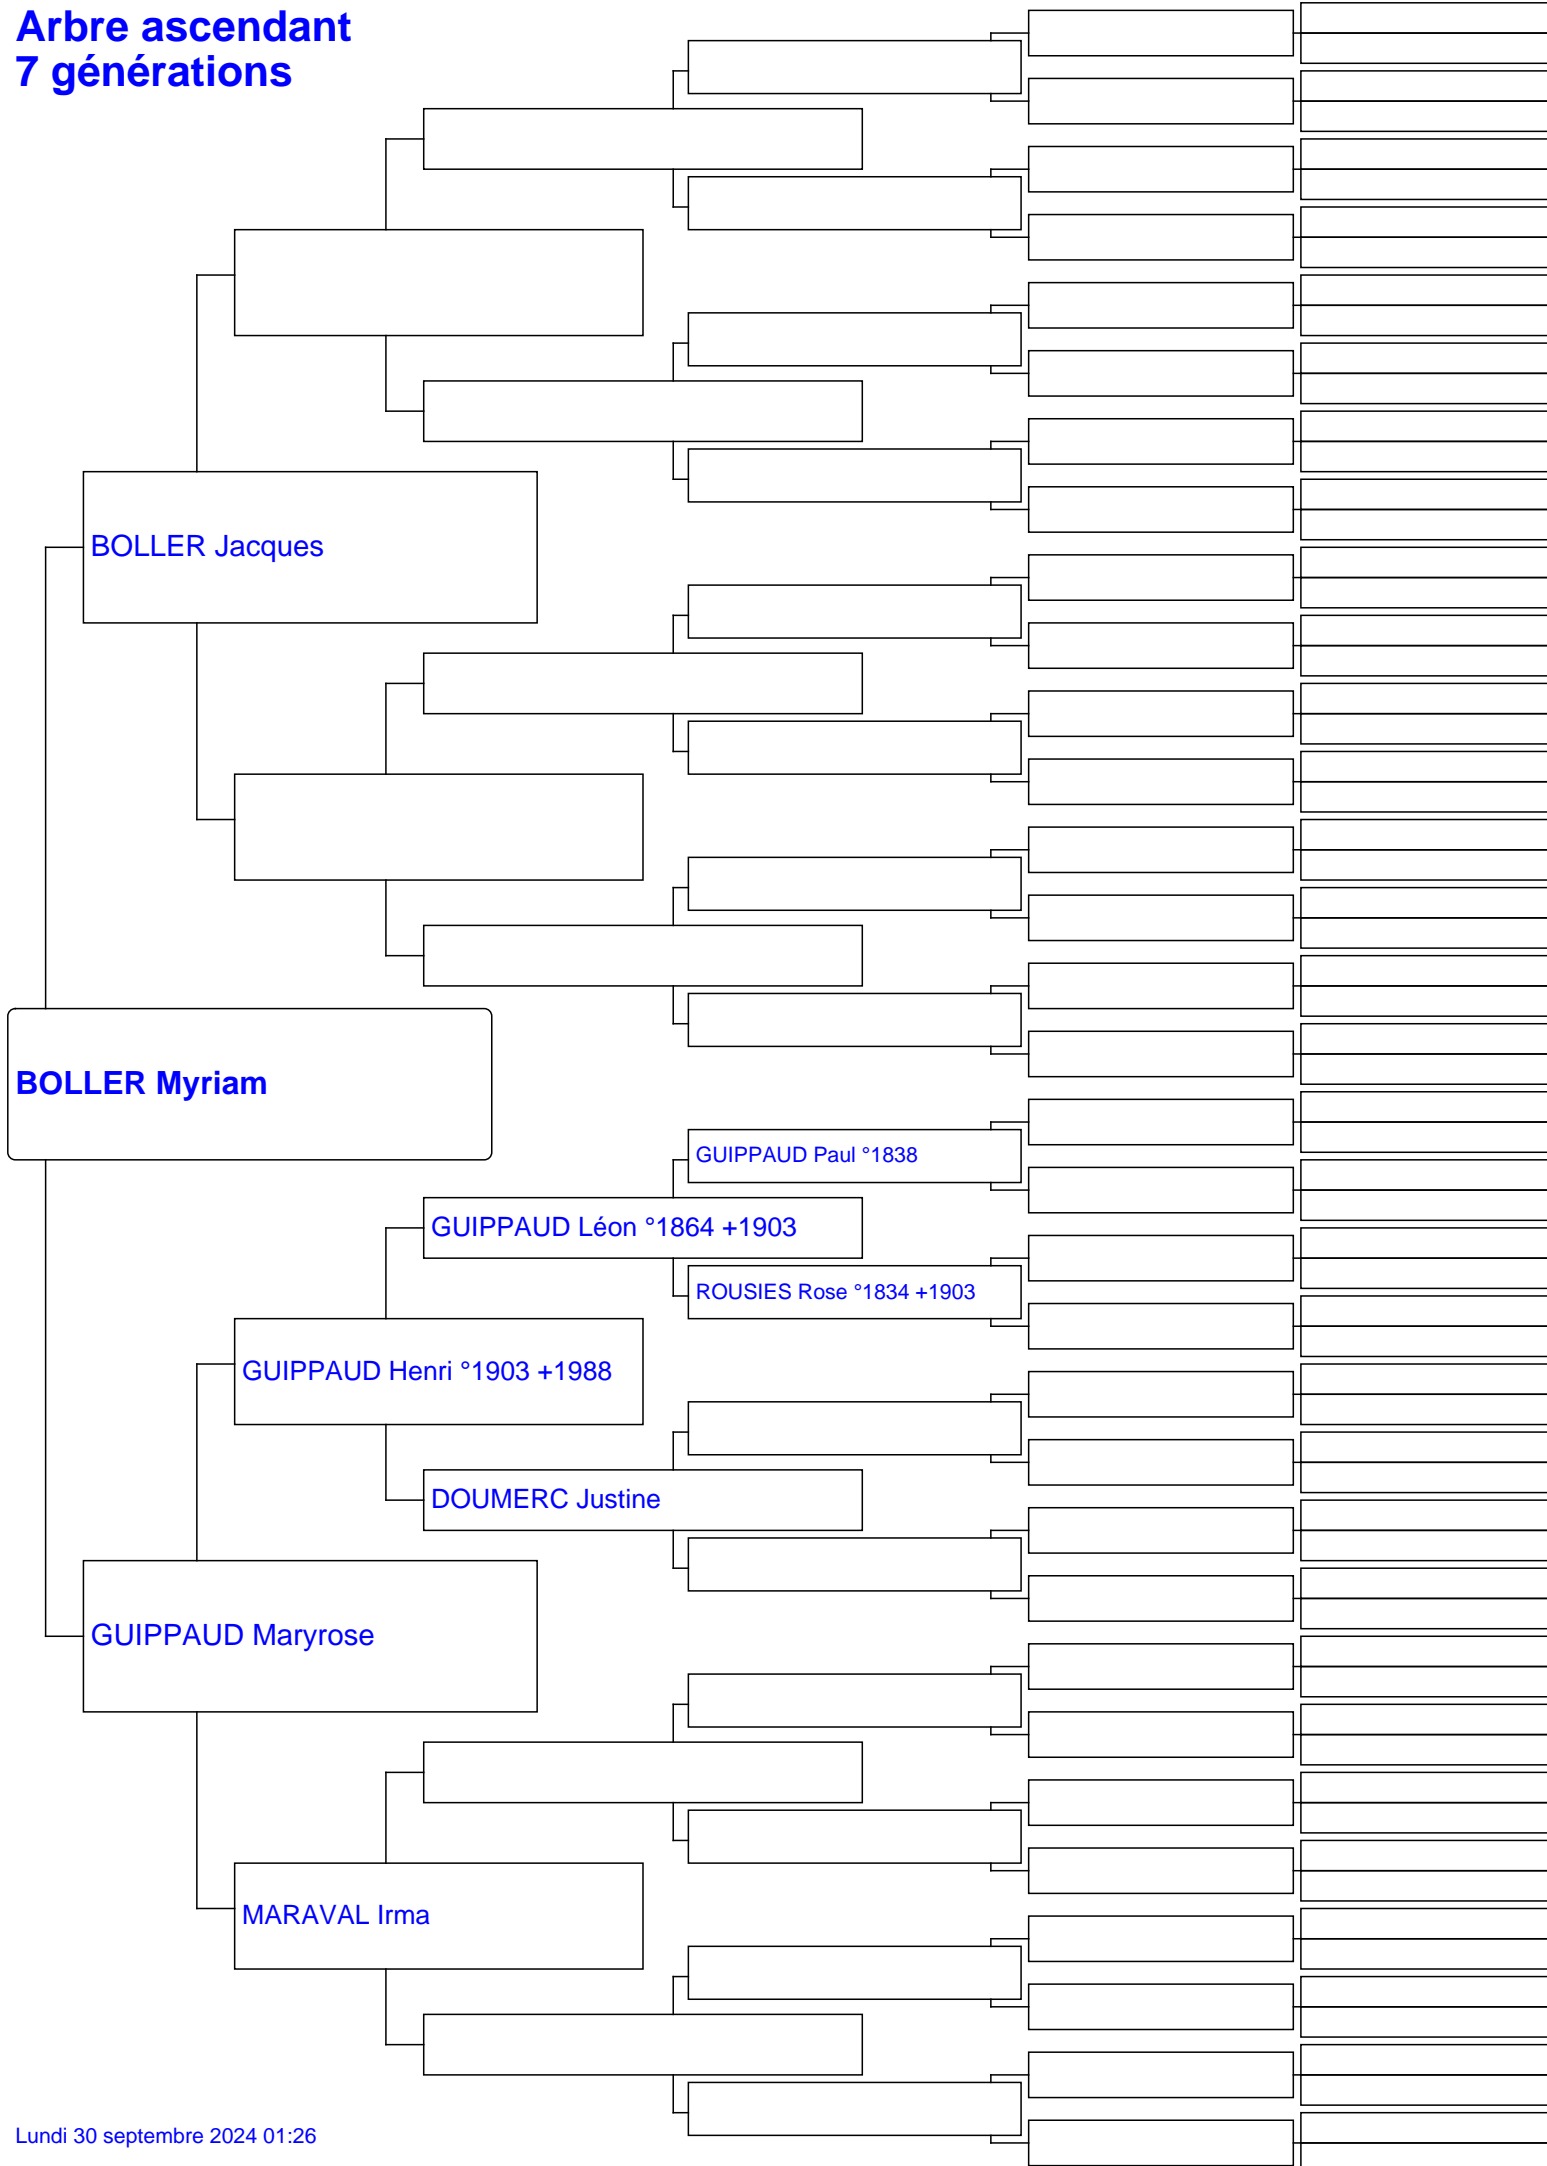 Arbre ascendant
7 générations
BOLLER Jacques
BOLLER Myriam
GUIPPAUD Paul °1838
GUIPPAUD Léon °1864 +1903
ROUSIES Rose °1834 +1903
GUIPPAUD Henri °1903 +1988
DOUMERC Justine
GUIPPAUD Maryrose
MARAVAL Irma
Lundi 30 septembre 2024 01:26